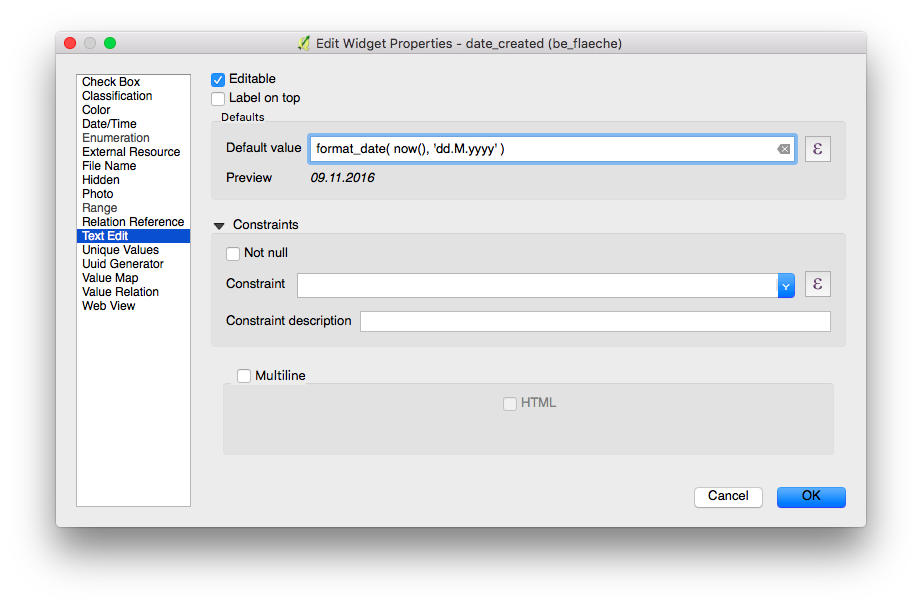 Edit Widget Properties - date_created (be_flaeche)
Check Box
Classification
Color
Date/Time
Enumeration
External Resource
File Name
Hidden
Photo
Range
Relation Reference
Text Edit
Unique Values
Uuid Generator
Value Map
Value Relation
Web View
Editable
Label on top
Defaults
Default value format_date( now(), 'dd.M.yyyy' ) ε
Preview 09.11.2016
Constraints
Not null
Constraint ε
Constraint description
Multiline
HTML
Cancel OK